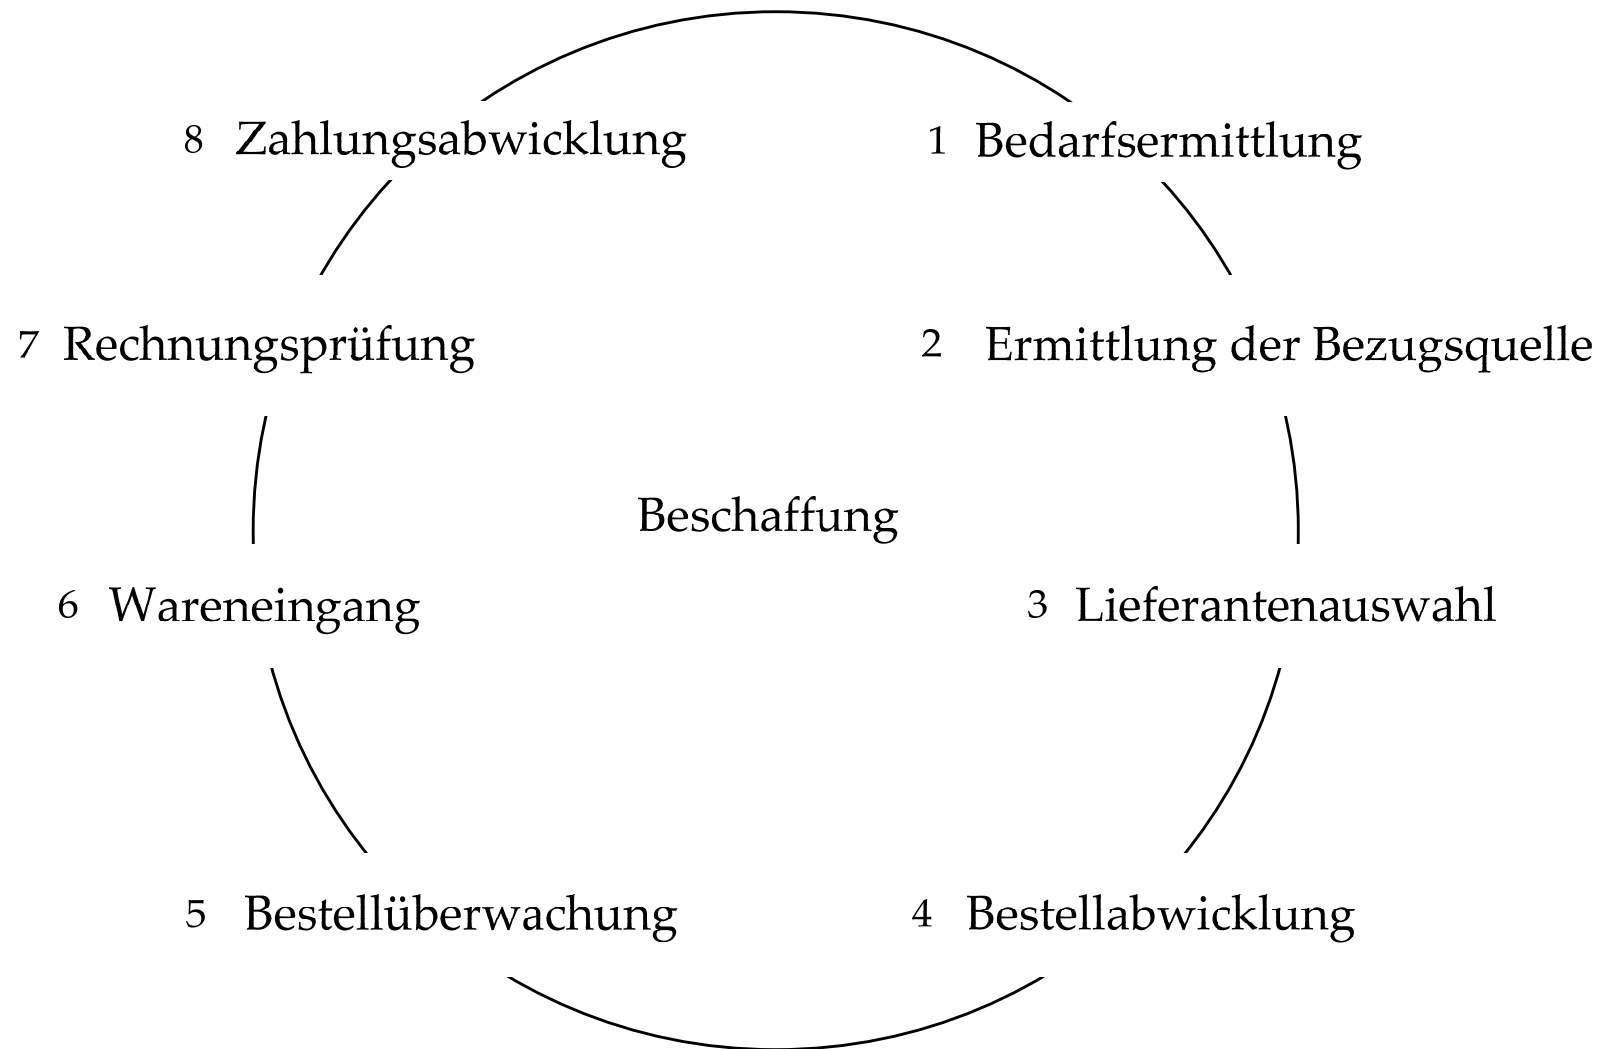 8 Zahlungsabwicklung
1 Bedarfsermittlung
7 Rechnungsprüfung
2 Ermittlung der Bezugsquelle
Beschaffung
6 Wareneingang
3 Lieferantenauswahl
5 Bestellüberwachung
4 Bestellabwicklung